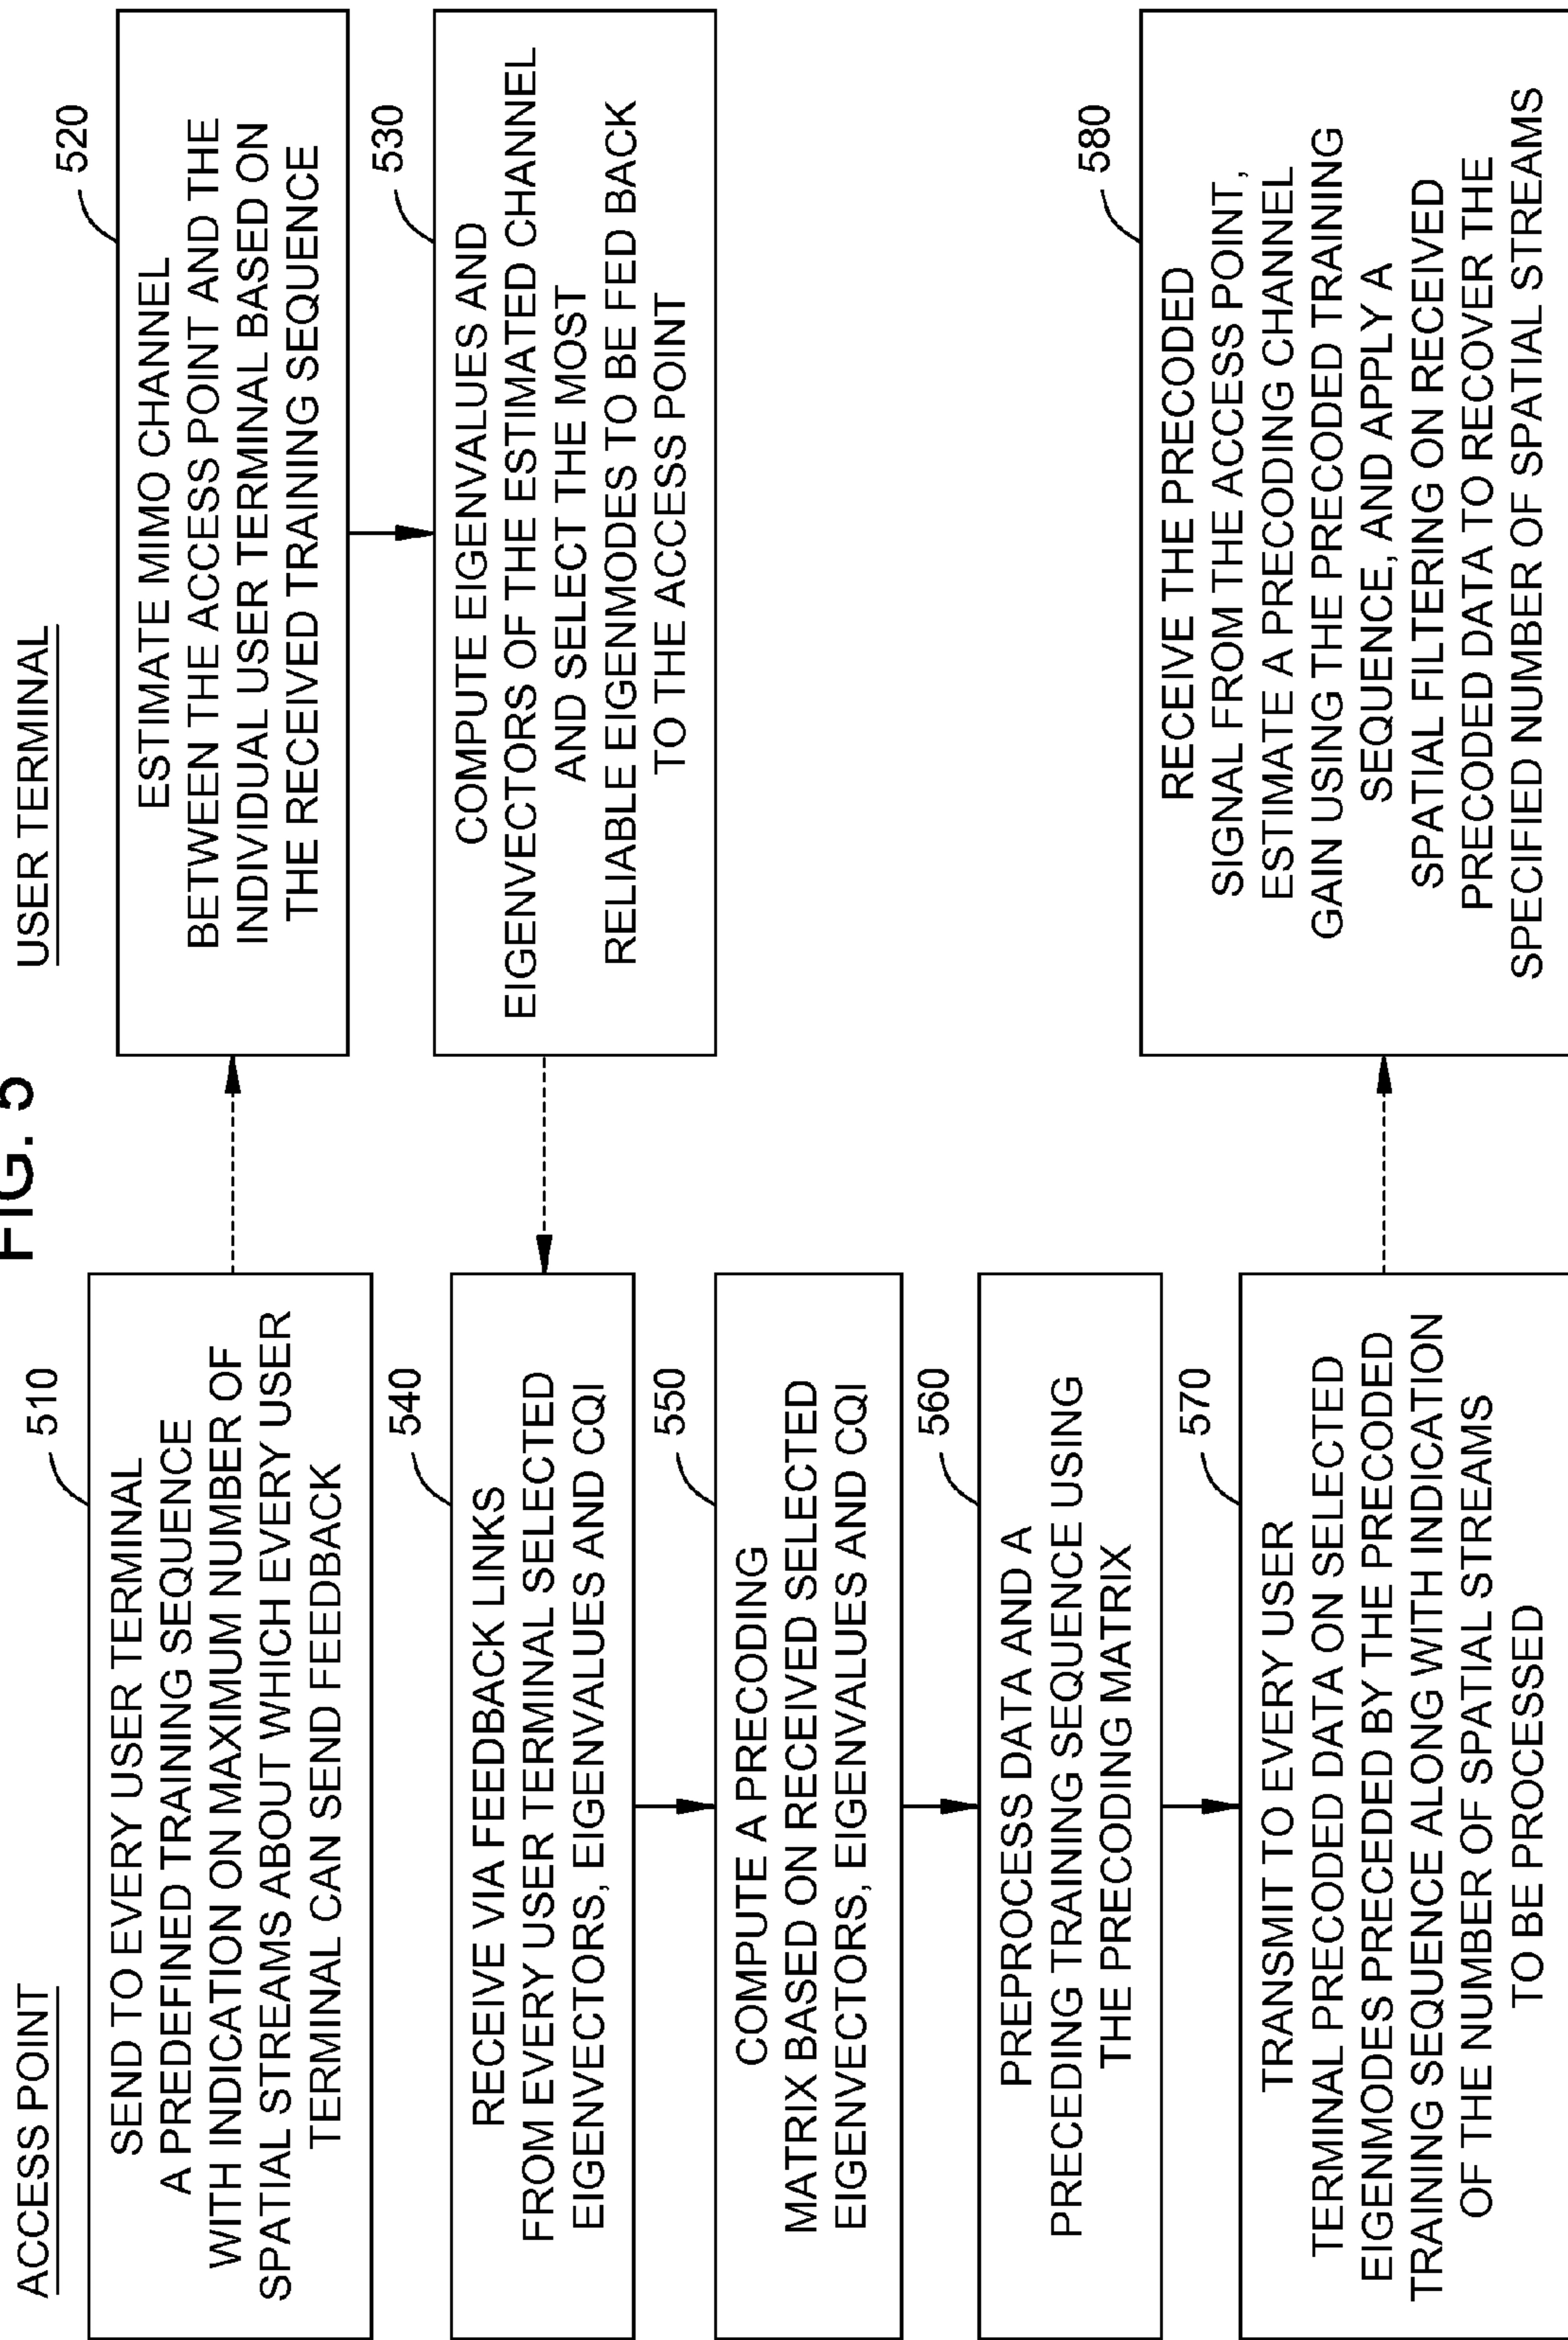 FIG. 5
ACCESS POINT
USER TERMINAL
510
SEND TO EVERY USER TERMINAL
A PREDEFINED TRAINING SEQUENCE
WITH INDICATION ON MAXIMUM NUMBER OF
SPATIAL STREAMS ABOUT WHICH EVERY USER
TERMINAL CAN SEND FEEDBACK
520
ESTIMATE MIMO CHANNEL
BETWEEN THE ACCESS POINT AND THE
INDIVIDUAL USER TERMINAL BASED ON
THE RECEIVED TRAINING SEQUENCE
530
COMPUTE EIGENVALUES AND
EIGENVECTORS OF THE ESTIMATED CHANNEL
AND SELECT THE MOST
RELIABLE EIGENMODES TO BE FED BACK
TO THE ACCESS POINT
540
RECEIVE VIA FEEDBACK LINKS
FROM EVERY USER TERMINAL SELECTED
EIGENVECTORS, EIGENVALUES AND CQI
550
COMPUTE A PRECODING
MATRIX BASED ON RECEIVED SELECTED
EIGENVECTORS, EIGENVALUES AND CQI
560
PREPROCESS DATA AND A
PRECEDING TRAINING SEQUENCE USING
THE PRECODING MATRIX
570
TRANSMIT TO EVERY USER
TERMINAL PRECODED DATA ON SELECTED
EIGENMODES PRECEDED BY THE PRECODED
TRAINING SEQUENCE ALONG WITH INDICATION
OF THE NUMBER OF SPATIAL STREAMS
TO BE PROCESSED
580
RECEIVE THE PRECODED
SIGNAL FROM THE ACCESS POINT,
ESTIMATE A PRECODING CHANNEL
GAIN USING THE PRECODED TRAINING
SEQUENCE, AND APPLY A
SPATIAL FILTERING ON RECEIVED
PRECODED DATA TO RECOVER THE
SPECIFIED NUMBER OF SPATIAL STREAMS